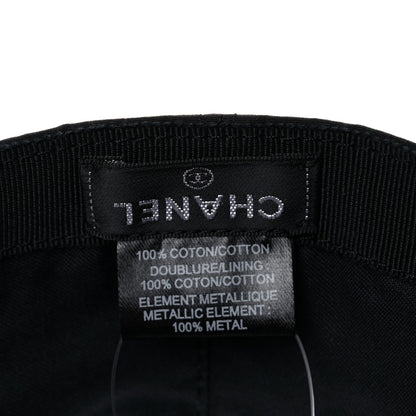 CHANEL
100% COTON/COTTON
DOUBLURE/LINING :
100% COTON/COTTON
ELEMENT METALLIQUE
METALLIC ELEMENT :
100% METAL